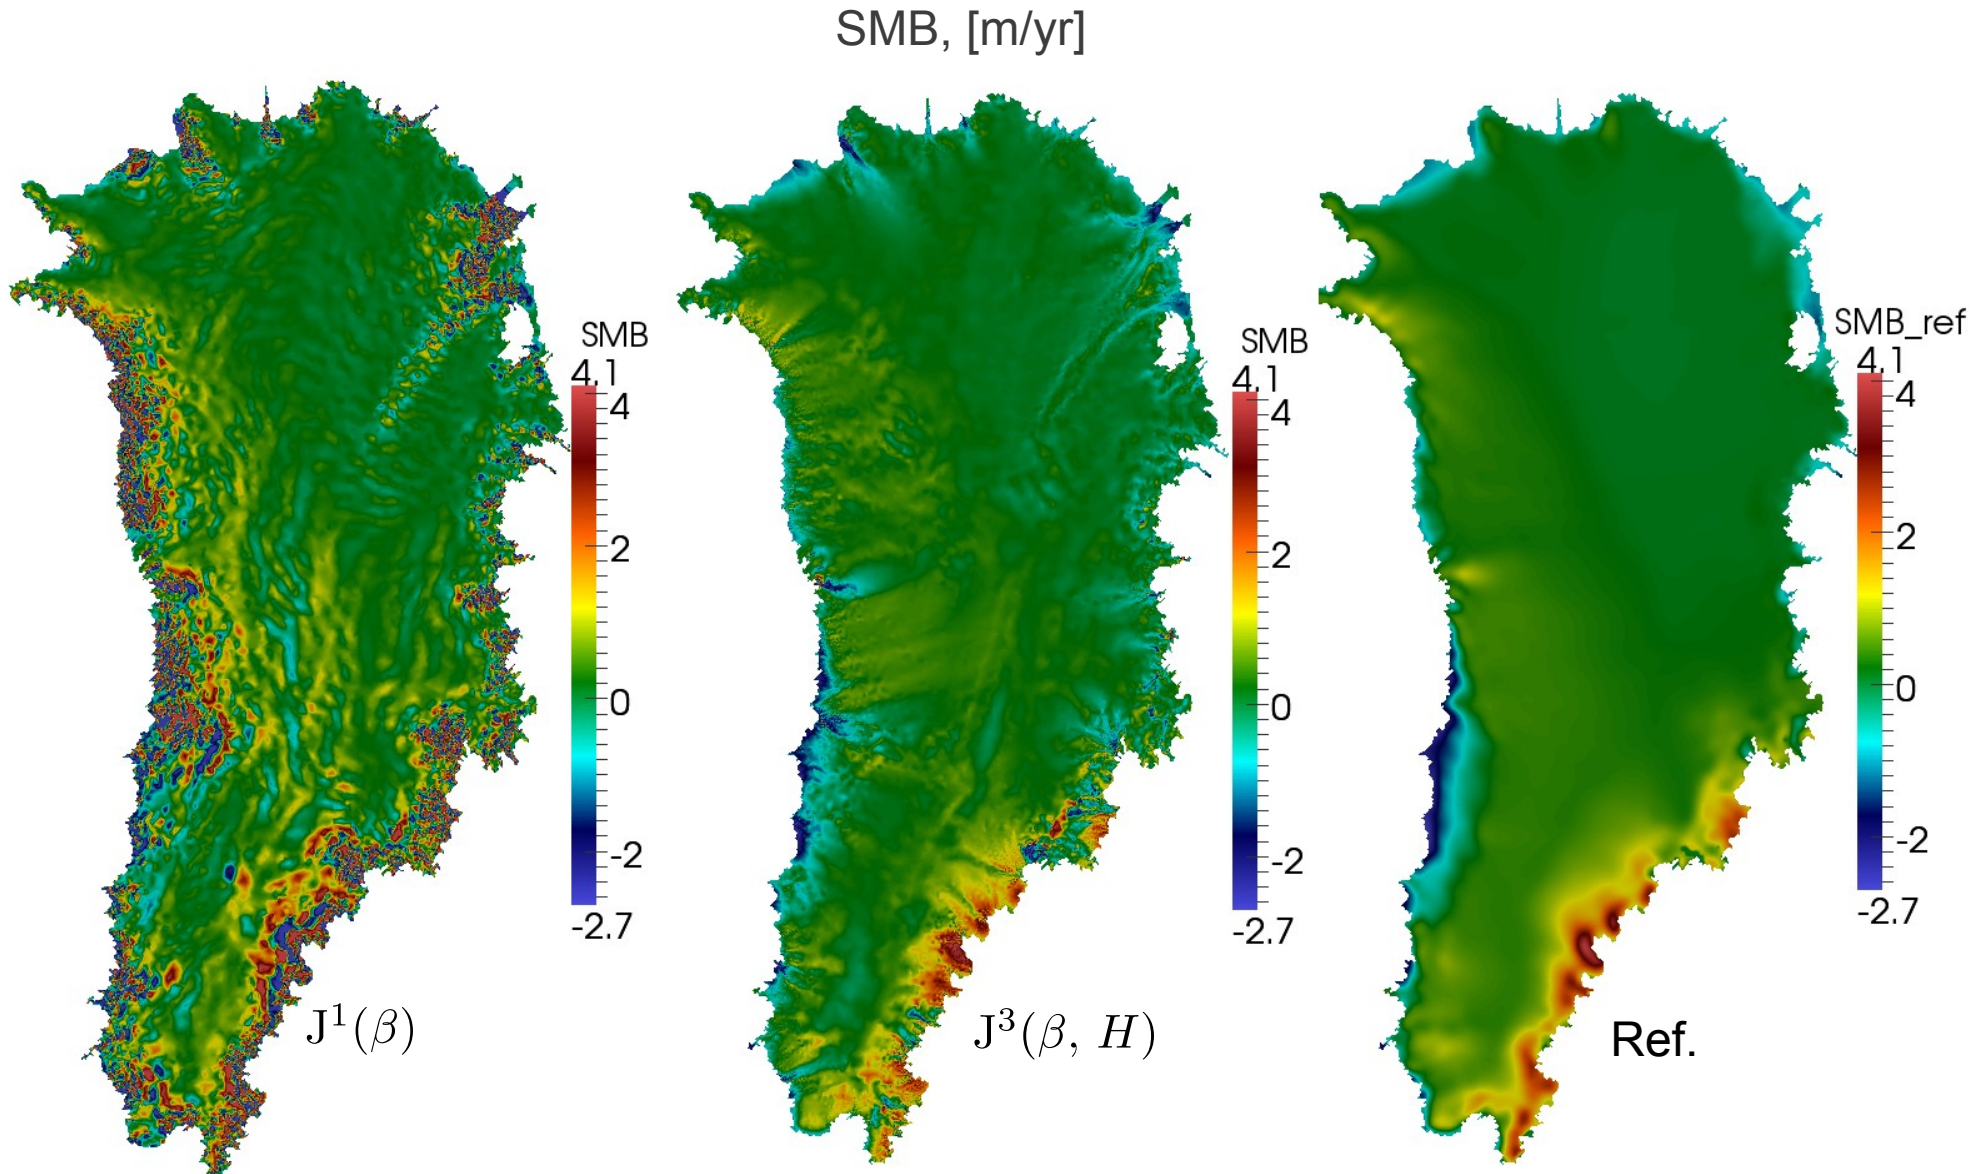 SMB, [m/yr]
SMB
4.1
4
2
0
-2
-2.7
J¹(β)
SMB
4.1
4
2
0
-2
-2.7
J³(β, H)
SMB_ref
4.1
4
2
0
-2
-2.7
Ref.